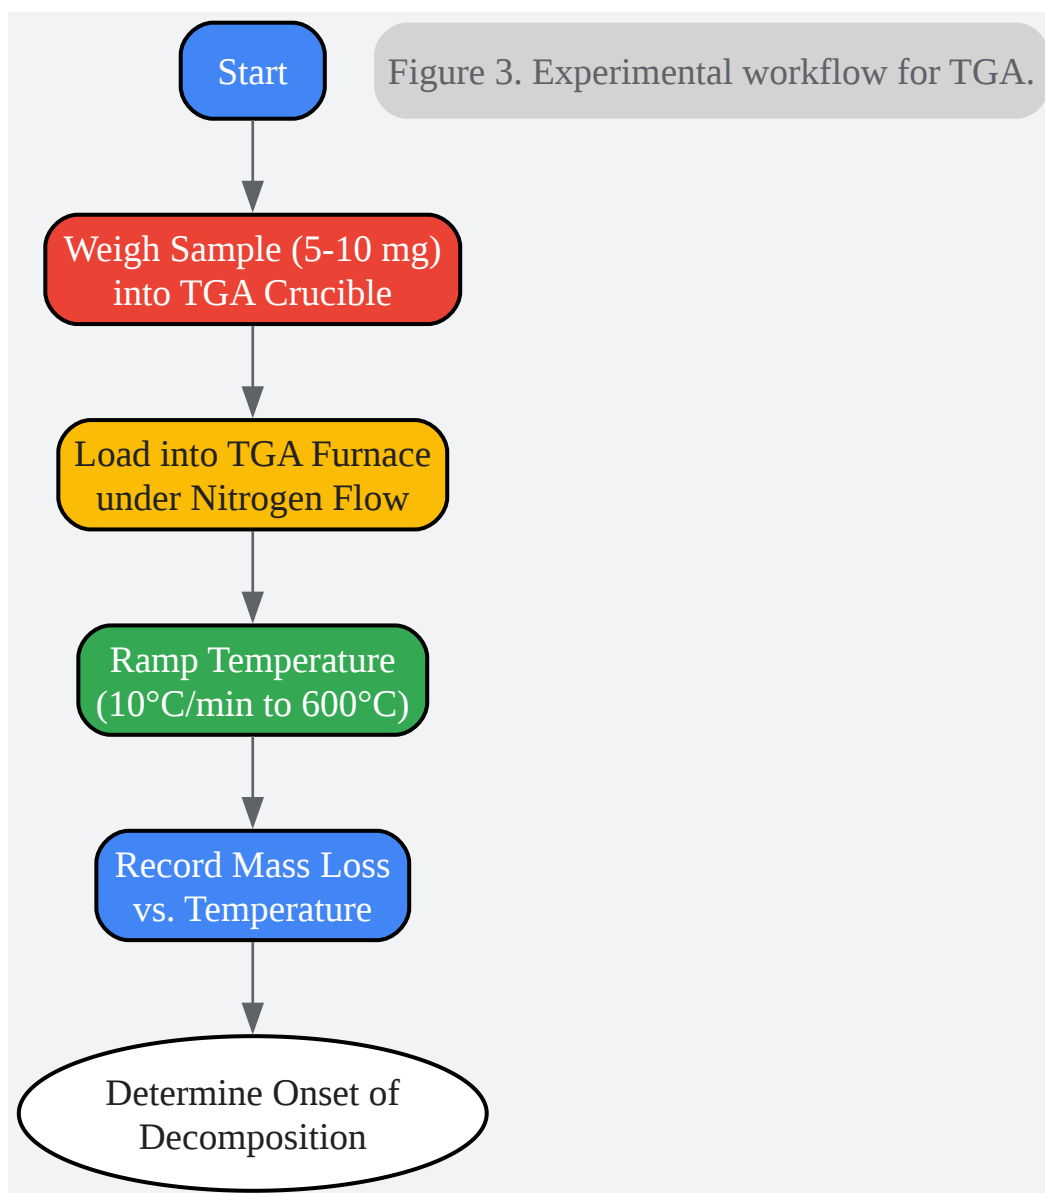 Start
Figure 3. Experimental workflow for TGA.
Weigh Sample (5-10 mg)
into TGA Crucible
Load into TGA Furnace
under Nitrogen Flow
Ramp Temperature
(10°C/min to 600°C)
Record Mass Loss
vs. Temperature
Determine Onset of
Decomposition